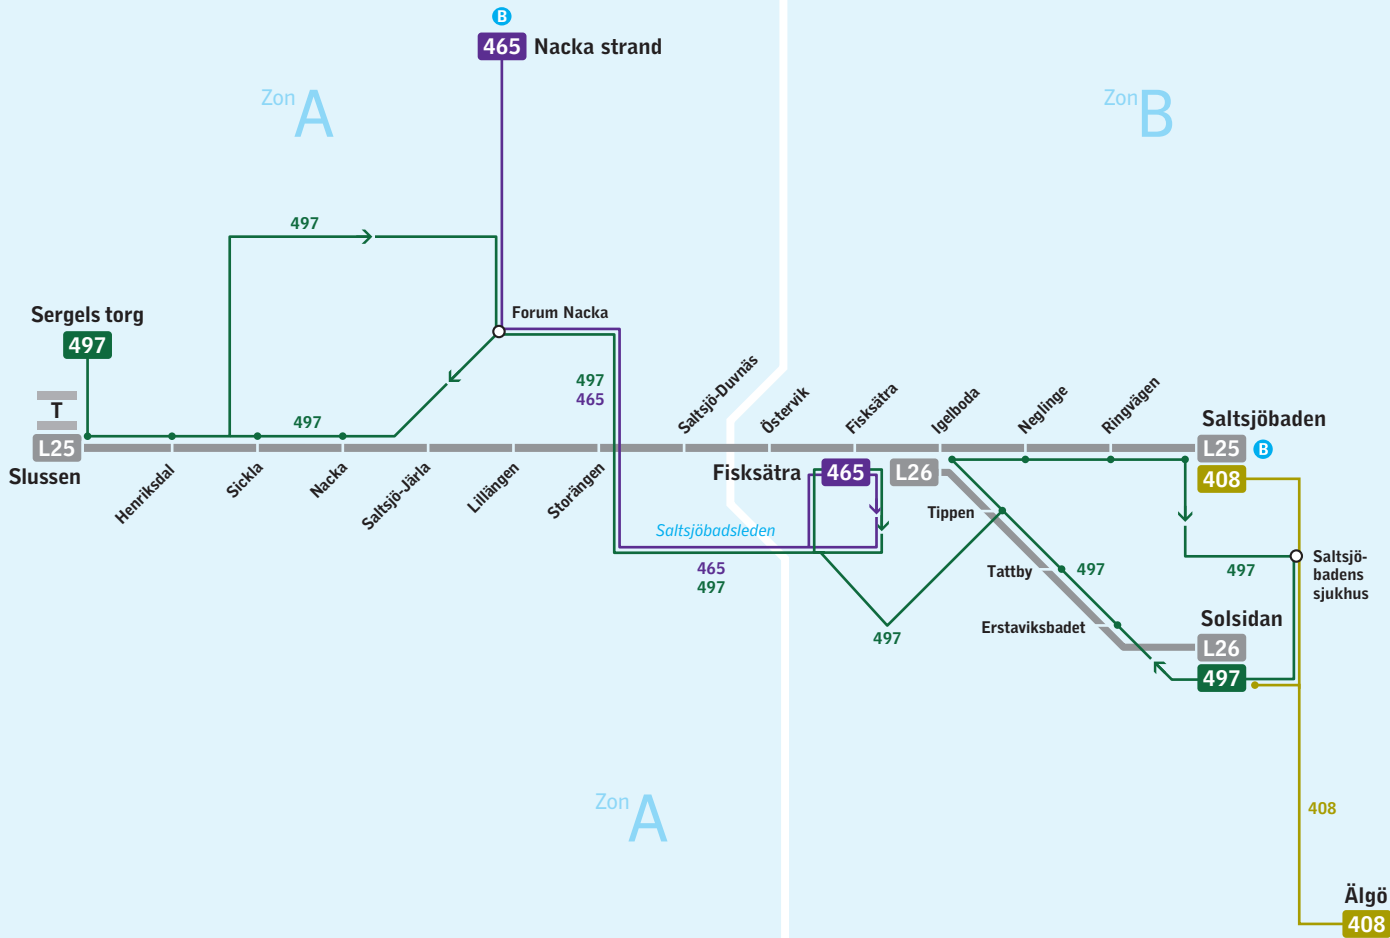 B
465 Nacka strand
Zon A
Zon B
497
Sergels torg
497
Forum Nacka
497
465
T
497
L25
Slussen
Henriksdal
Sickla
Nacka
Saltsjö-Järla
Lillängen
Storängen
Saltsjö-Duvnäs
Östervik
Fisksätra
Igelboda
Neglinge
Ringvägen
Saltsjöbaden
L25 B
408
Fisksätra 465 L26
Tippen
Saltsjöbadsleden
465
497
Tattby
497
497
Saltsjö-
badens
sjukhus
Erstaviksbadet
497
Solsidan
L26
497
Zon A
408
Älgö
408